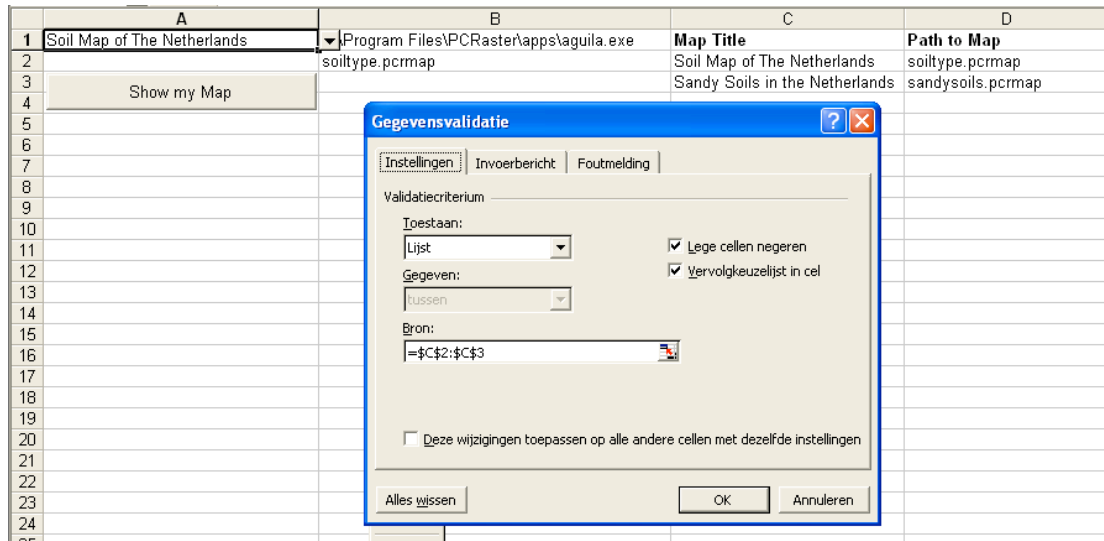 A B C D
1 Soil Map of The Netherlands \Program Files\PCRaster\apps\aguila.exe Map Title Path to Map
2 soiltype.pcrmap Soil Map of The Netherlands soiltype.pcrmap
3 Sandy Soils in the Netherlands sandysoils.pcrmap
Show my Map
4
5
6
7
8
9
10
11
12
13
14
15
16
17
18
19
20
21
22
23
24
Gegevensvalidatie
Instellingen Invoerbericht Foutmelding
Validatiecriterium
Toestaan:
Lijst
Lege cellen negeren
Gegeven:
Vervolgkeuzelijst in cel
tussen
Bron:
=$C$2:$C$3
Deze wijzigingen toepassen op alle andere cellen met dezelfde instellingen
Alles wissen OK Annuleren